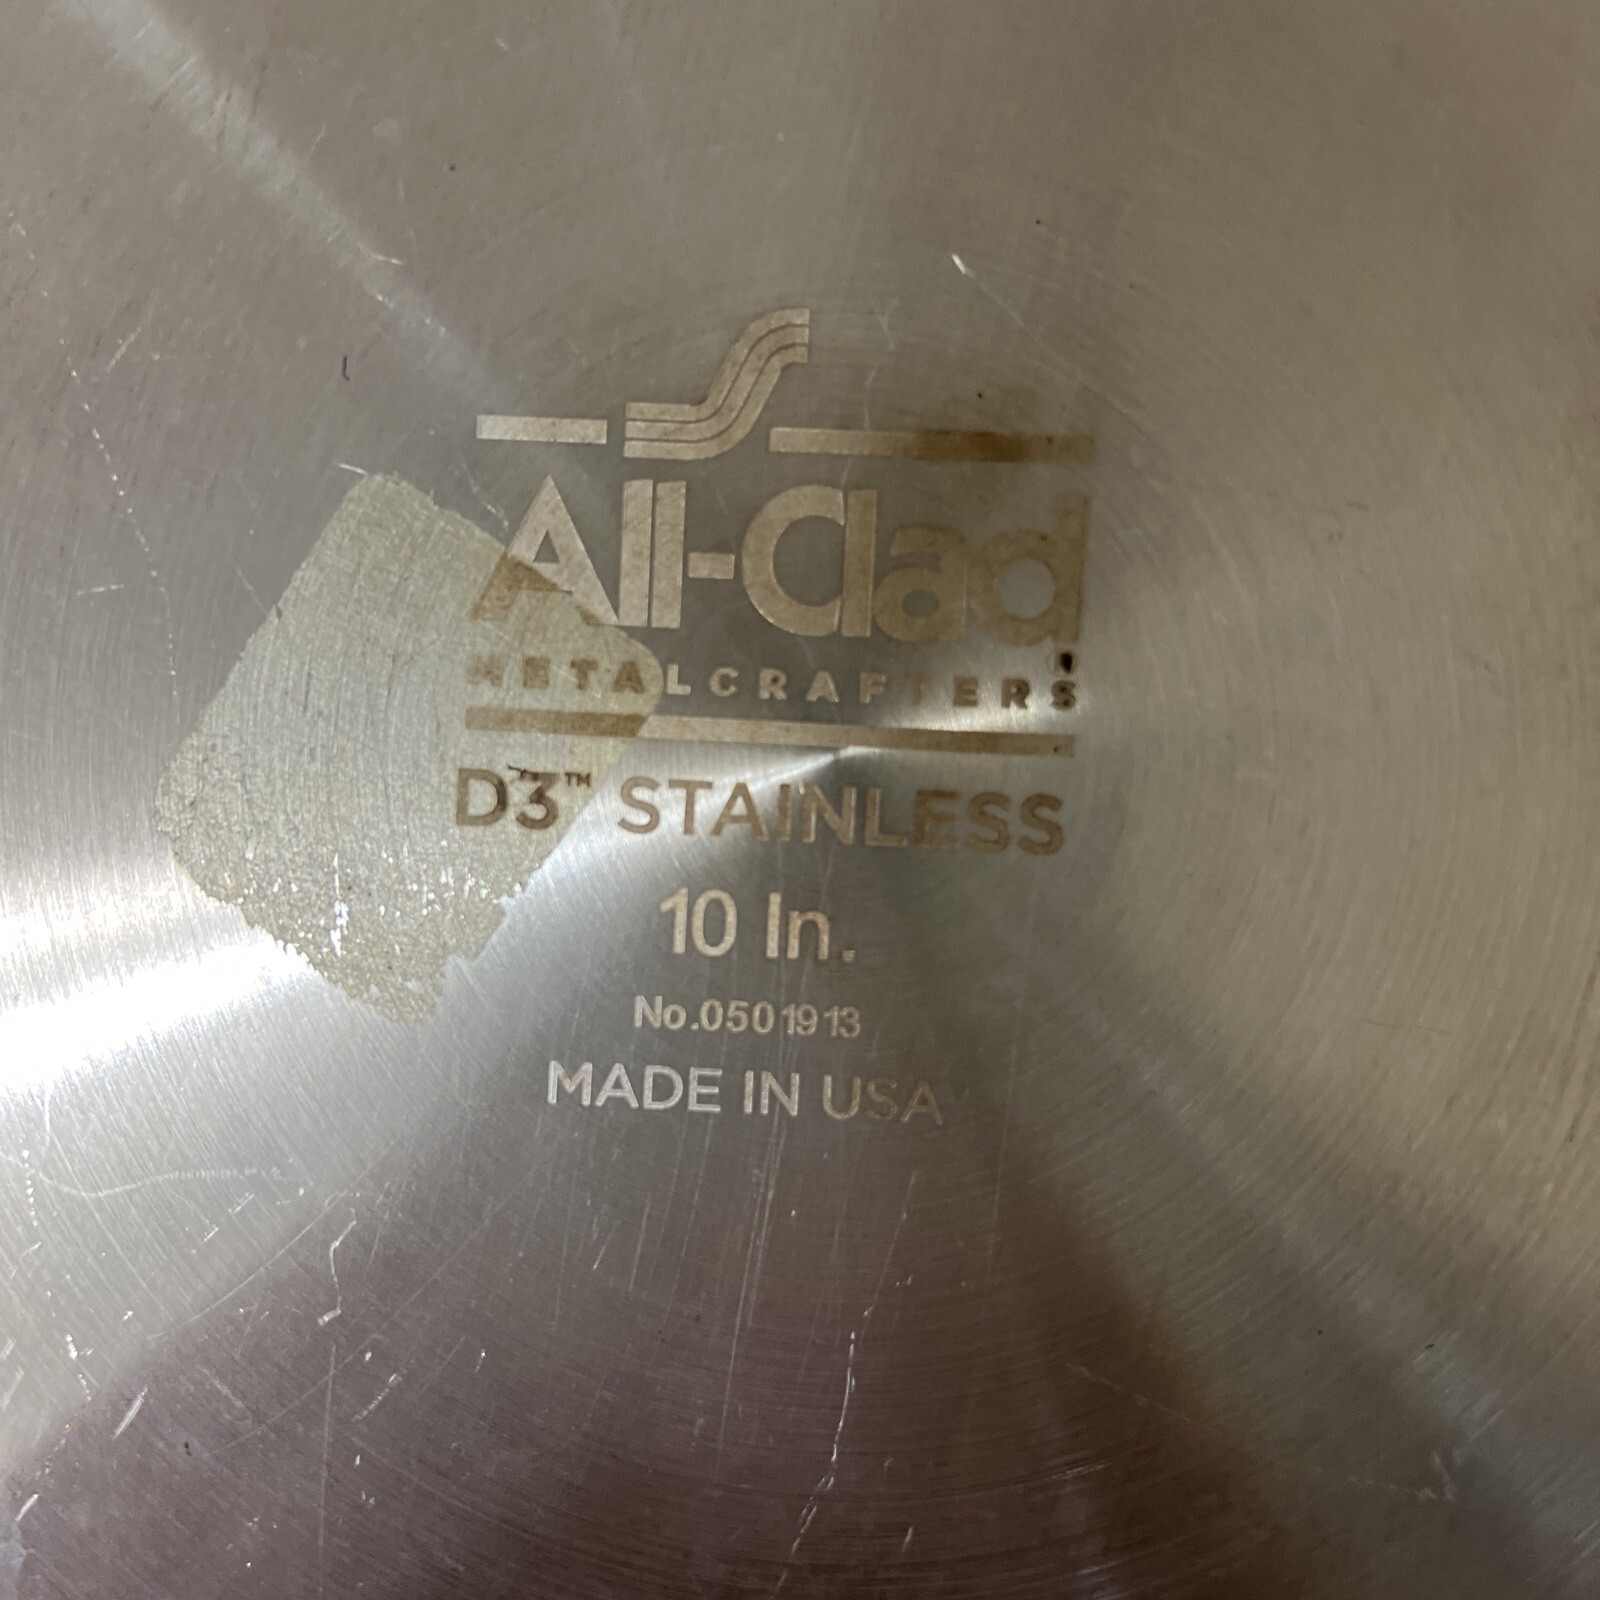 All-Clad
®
METALCRAFTERS
D3™ STAINLESS
10 In.
No.0501913
MADE IN USA